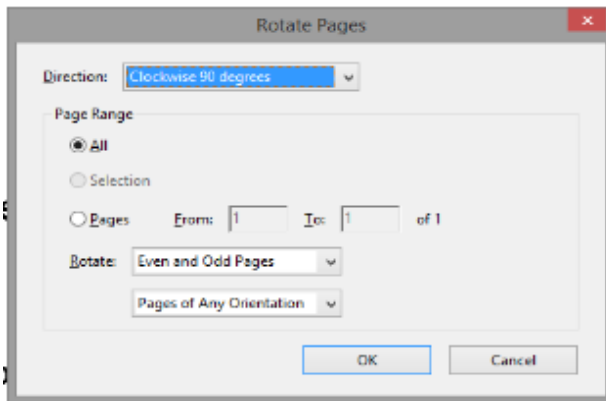 Rotate Pages
Direction: Clockwise 90 degrees
Page Range
All
Selection
Pages From: 1 To: 1 of 1
Rotate: Even and Odd Pages
Pages of Any Orientation
OK Cancel